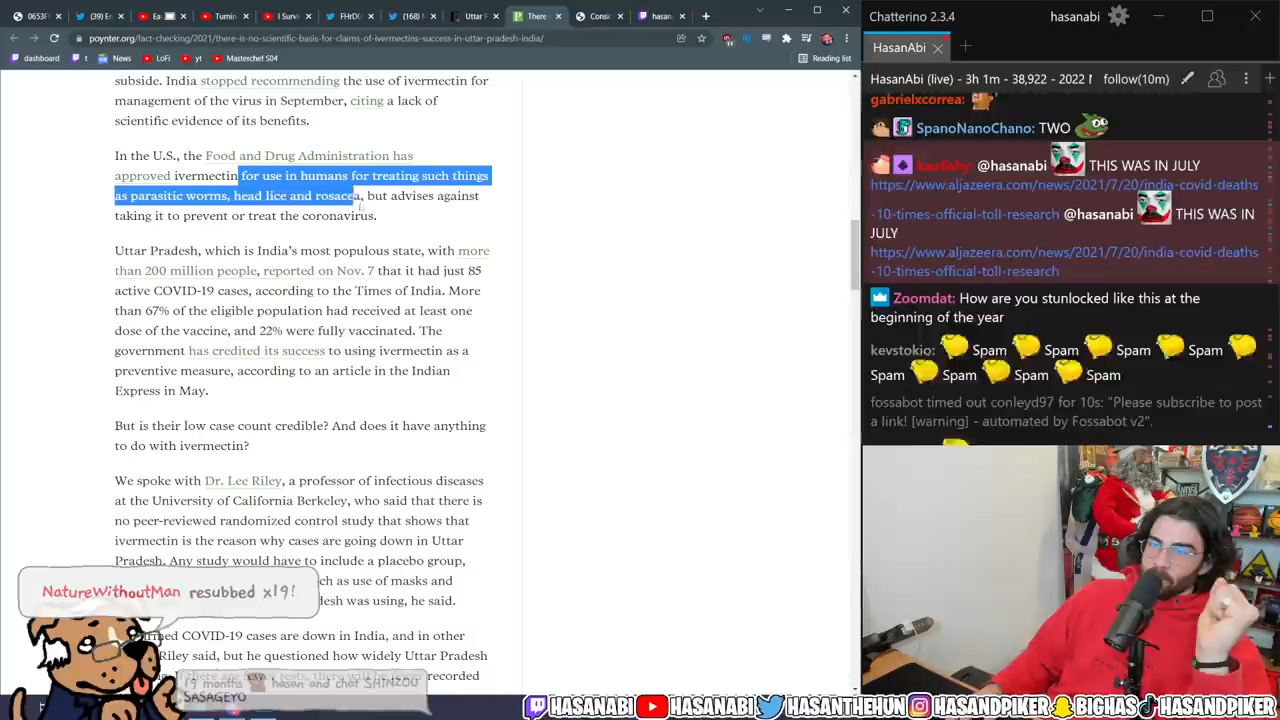 (39) E
I Survi
FHrDU
(168) M
Uttar P
There
Consic
hasan
poynter.org/fact-checking/2021/there-is-no-scientific-basis-for-claims-of-ivermectins-success-in-uttar-pradesh-india/
dashboard
t
News
LoFi
yt
Masterchef S04
Reading list
subside. India stopped recommending the use of ivermectin for
management of the virus in September, citing a lack of
scientific evidence of its benefits.
In the U.S., the Food and Drug Administration has
approved ivermectin for use in humans for treating such things
as parasitic worms, head lice and rosacea, but advises against
taking it to prevent or treat the coronavirus.
Uttar Pradesh, which is India's most populous state, with more
than 200 million people, reported on Nov. 7 that it had just 85
active COVID-19 cases, according to the Times of India. More
than 67% of the eligible population had received at least one
dose of the vaccine, and 22% were fully vaccinated. The
government has credited its success to using ivermectin as a
preventive measure, according to an article in the Indian
Express in May.
But is their low case count credible? And does it have anything
to do with ivermectin?
We spoke with Dr. Lee Riley, a professor of infectious diseases
at the University of California Berkeley, who said that there is
no peer-reviewed randomized control study that shows that
ivermectin is the reason why cases are going down in Uttar
Pradesh. Any study would have to include a placebo group,
ch as use of masks and
desh was using, he said.
med COVID-19 cases are down in India, and in other
Riley said, but he questioned how widely Uttar Pradesh
recorded
NatureWithoutMan resubbed x19!
19 months hasan and chat SHINZOU
SASAGEYO
Chatterino 2.3.4
hasanabi
HasanAbi
HasanAbi (live) - 3h 1m - 38,922 - 2022 follow(10m)
gabrielxcorrea:
SpanoNanoChano: TWO
kaofishy: @hasanabi THIS WAS IN JULY
https://www.aljazeera.com/news/2021/7/20/india-covid-deaths
-10-times-official-toll-research @hasanabi THIS WAS IN
JULY
https://www.aljazeera.com/news/2021/7/20/india-covid-deaths
-10-times-official-toll-research
Zoomdat: How are you stunlocked like this at the
beginning of the year
kevstokio: Spam Spam Spam Spam
Spam Spam Spam Spam
fossabot timed out conleyd97 for 10s: "Please subscribe to post
a link! [warning] - automated by Fossabot v2".
HASANABI HASANABI HASANTHEHUN HASANDPIKER BIGHAS HASANDPIKER